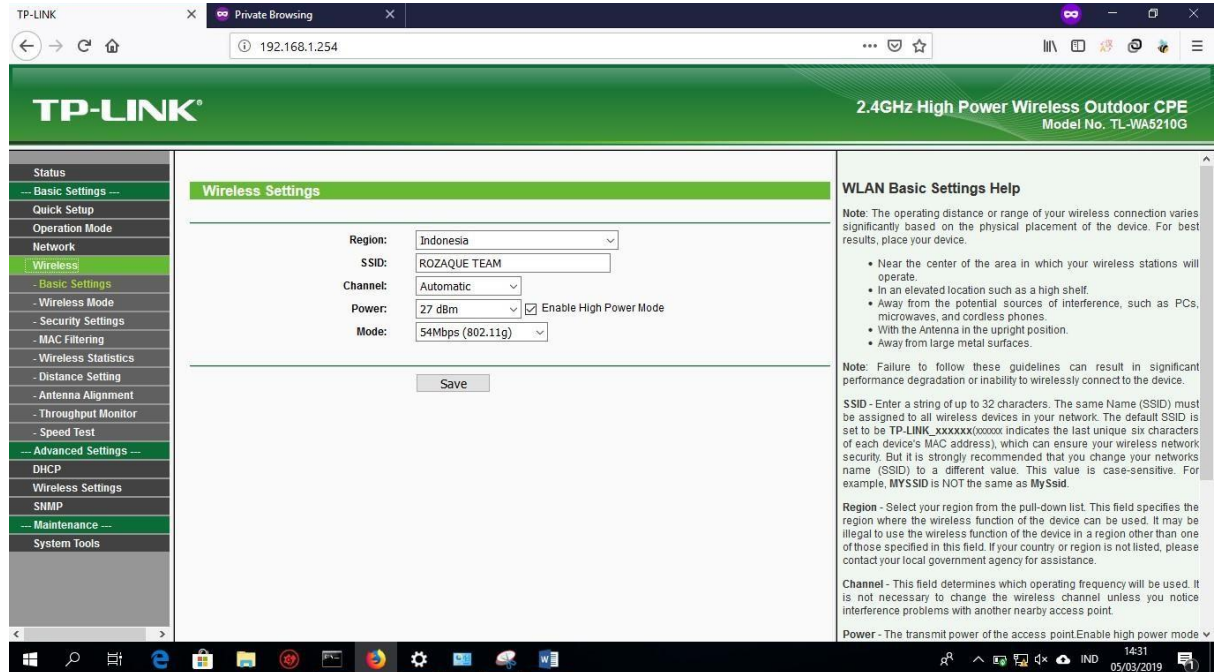 TP-LINK
Private Browsing
192.168.1.254
TP-LINK®
2.4GHz High Power Wireless Outdoor CPE
Model No. TL-WA5210G
Status
--- Basic Settings ---
Quick Setup
Operation Mode
Network
Wireless
- Basic Settings
- Wireless Mode
- Security Settings
- MAC Filtering
- Wireless Statistics
- Distance Setting
- Antenna Alignment
- Throughput Monitor
- Speed Test
--- Advanced Settings ---
DHCP
Wireless Settings
SNMP
--- Maintenance ---
System Tools
Wireless Settings
Region: Indonesia
SSID: ROZAQUE TEAM
Channel: Automatic
Power: 27 dBm Enable High Power Mode
Mode: 54Mbps (802.11g)
Save
WLAN Basic Settings Help
Note: The operating distance or range of your wireless connection varies
significantly based on the physical placement of the device. For best
results, place your device.
• Near the center of the area in which your wireless stations will
operate.
• In an elevated location such as a high shelf.
• Away from the potential sources of interference, such as PCs,
microwaves, and cordless phones.
• With the Antenna in the upright position.
• Away from large metal surfaces.
Note: Failure to follow these guidelines can result in significant
performance degradation or inability to wirelessly connect to the device.
SSID - Enter a string of up to 32 characters. The same Name (SSID) must
be assigned to all wireless devices in your network. The default SSID is
set to be TP-LINK_xxxxxx(xxxxxx indicates the last unique six characters
of each device's MAC address), which can ensure your wireless network
security. But it is strongly recommended that you change your networks
name (SSID) to a different value. This value is case-sensitive. For
example, MYSSID is NOT the same as MySsid.
Region - Select your region from the pull-down list. This field specifies the
region where the wireless function of the device can be used. It may be
illegal to use the wireless function of the device in a region other than one
of those specified in this field. If your country or region is not listed, please
contact your local government agency for assistance.
Channel - This field determines which operating frequency will be used. It
is not necessary to change the wireless channel unless you notice
interference problems with another nearby access point.
Power - The transmit power of the access point.Enable high power mode
IND
14:31
05/03/2019